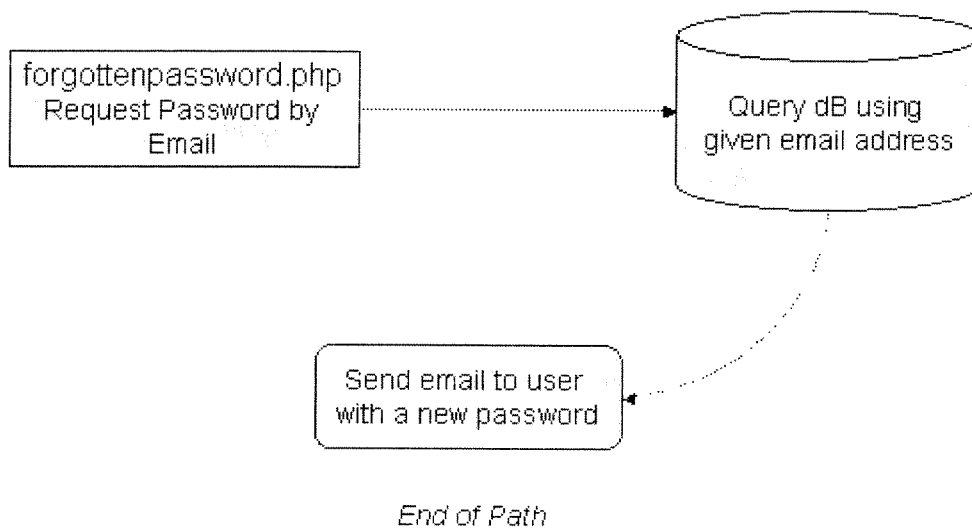 forgottenpassword.php
Request Password by
Email
Query dB using
given email address
Send email to user
with a new password
End of Path